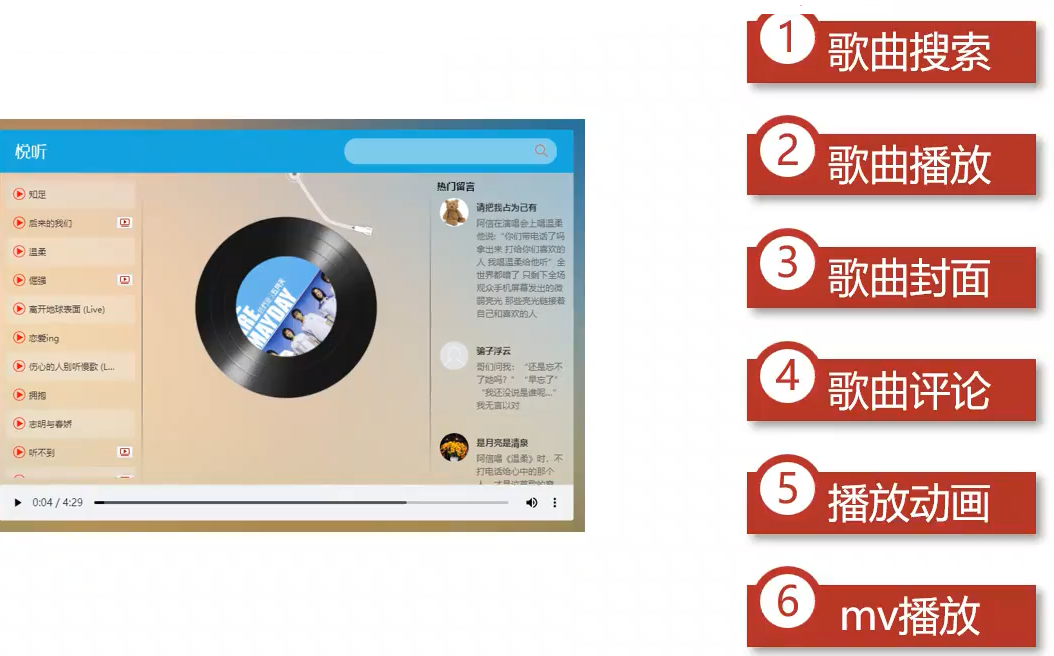 悦听
知足
后来的我们
温柔
倔强
离开地球表面 (Live)
恋爱ing
伤心的人别听慢歌 (L...
拥抱
志明与春娇
听不到
MAYDAY
热门留言
请把我占为己有
阿信在演唱会上唱温柔
他说:“你们带电话了吗
拿出来 打给你们喜欢的
人 我唱温柔给他听” 全
世界都暗了 只剩下全场
观众手机屏幕发出的微
弱亮光 那些亮光链接着
自己和喜欢的人
骗子浮云
哥们问我: “还是忘不
了她吗? ” “早忘了”
“我还没说是谁呢...”
我无言以对
是月亮是清泉
阿信唱《温柔》时，不
打电话给心中的那个
0:04 / 4:29
1 歌曲搜索
2 歌曲播放
3 歌曲封面
4 歌曲评论
5 播放动画
6 mv播放